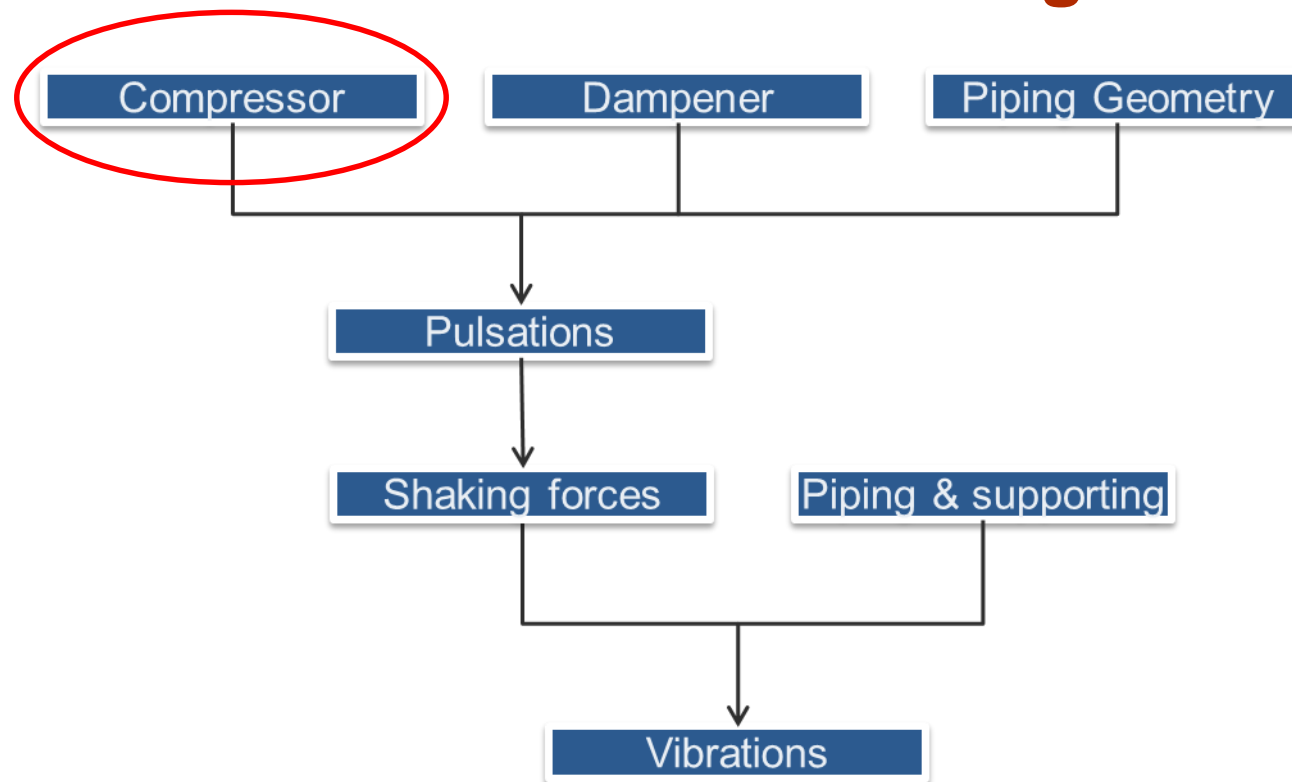 Compressor
Dampener
Piping Geometry
Pulsations
Shaking forces
Piping & supporting
Vibrations